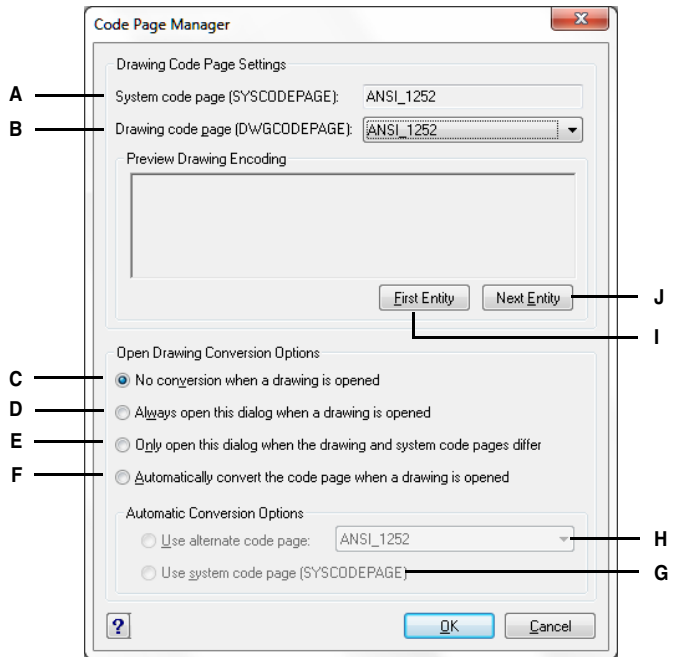 Code Page Manager
Drawing Code Page Settings
A System code page (SYSCODEPAGE): ANSI_1252
B Drawing code page (DWGCODEPAGE): ANSI_1252
Preview Drawing Encoding
First Entity Next Entity J
I
Open Drawing Conversion Options
C No conversion when a drawing is opened
D Always open this dialog when a drawing is opened
E Only open this dialog when the drawing and system code pages differ
F Automatically convert the code page when a drawing is opened
Automatic Conversion Options
Use alternate code page: ANSI_1252 H
Use system code page (SYSCODEPAGE) G
? OK Cancel